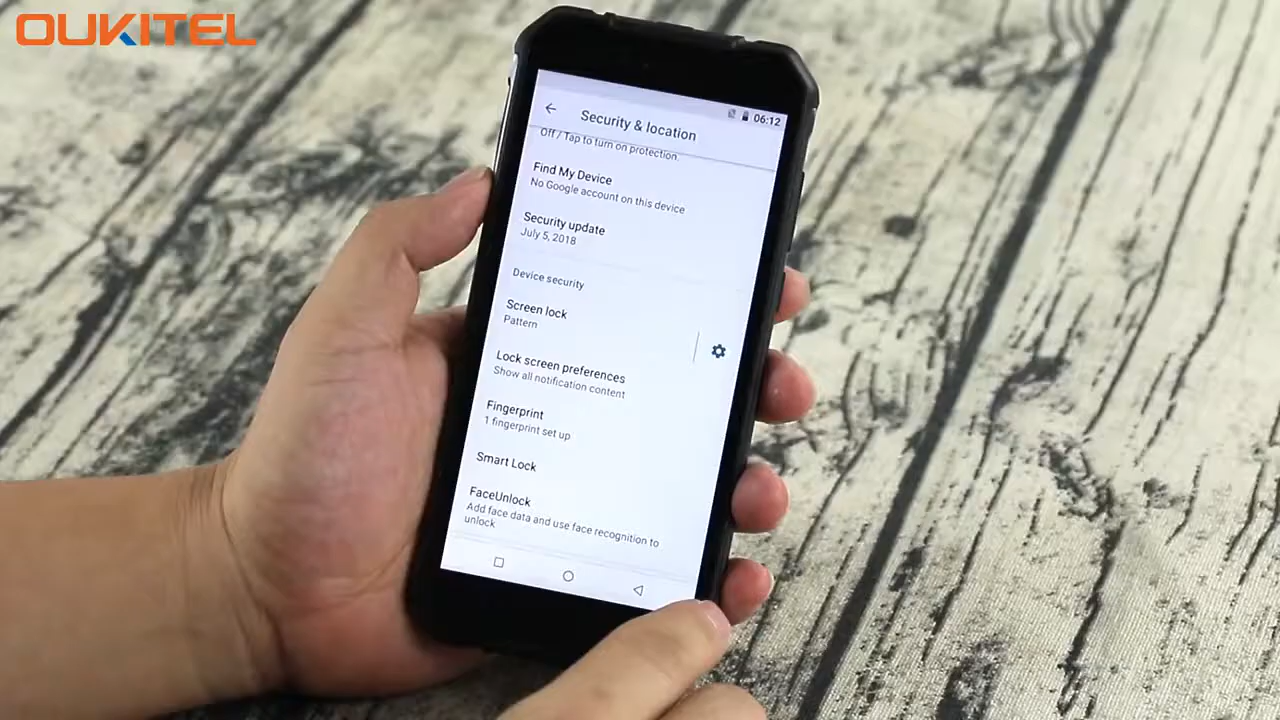 OUKITEL
06:12
Security & location
Off / Tap to turn on protection.
Find My Device
No Google account on this device
Security update
July 5, 2018
Device security
Screen lock
Pattern
Lock screen preferences
Show all notification content
Fingerprint
1 fingerprint set up
Smart Lock
FaceUnlock
Add face data and use face recognition to
unlock